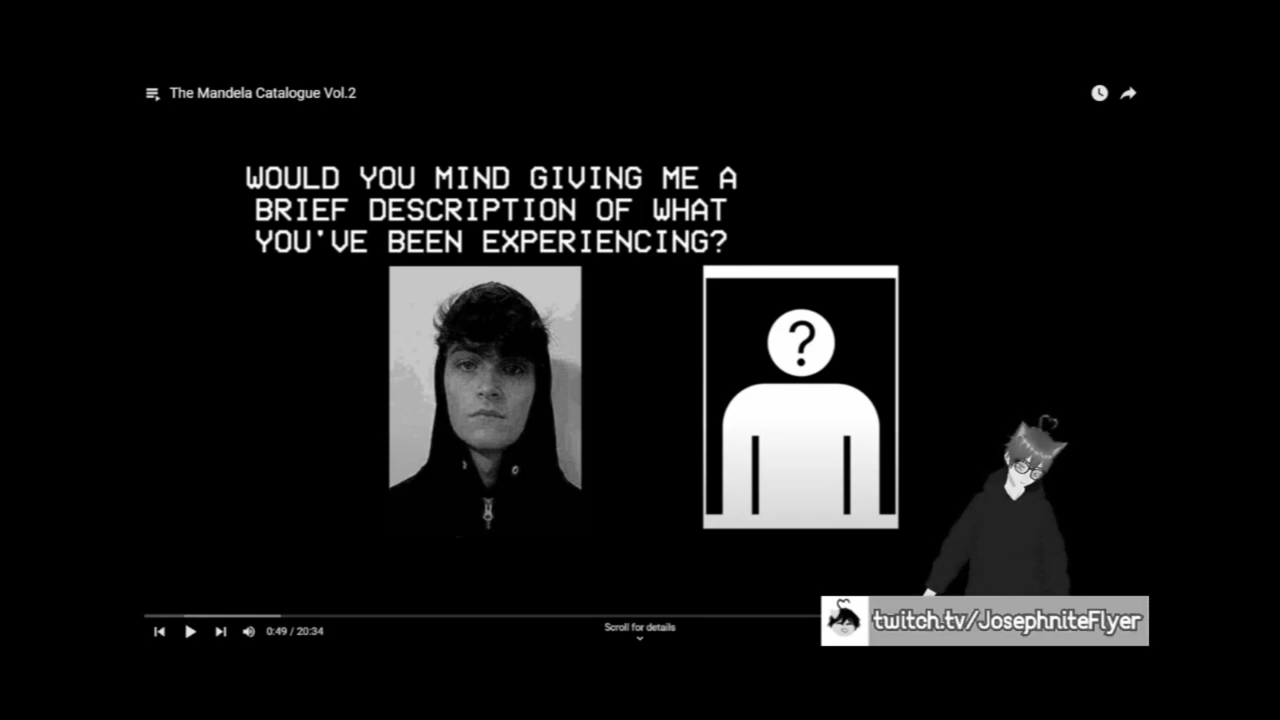 The Mandela Catalogue Vol.2
WOULD YOU MIND GIVING ME A
BRIEF DESCRIPTION OF WHAT
YOU'VE BEEN EXPERIENCING?
?
0:49 / 20:34
Scroll for details
twitch.tv/JosephniteFlyer